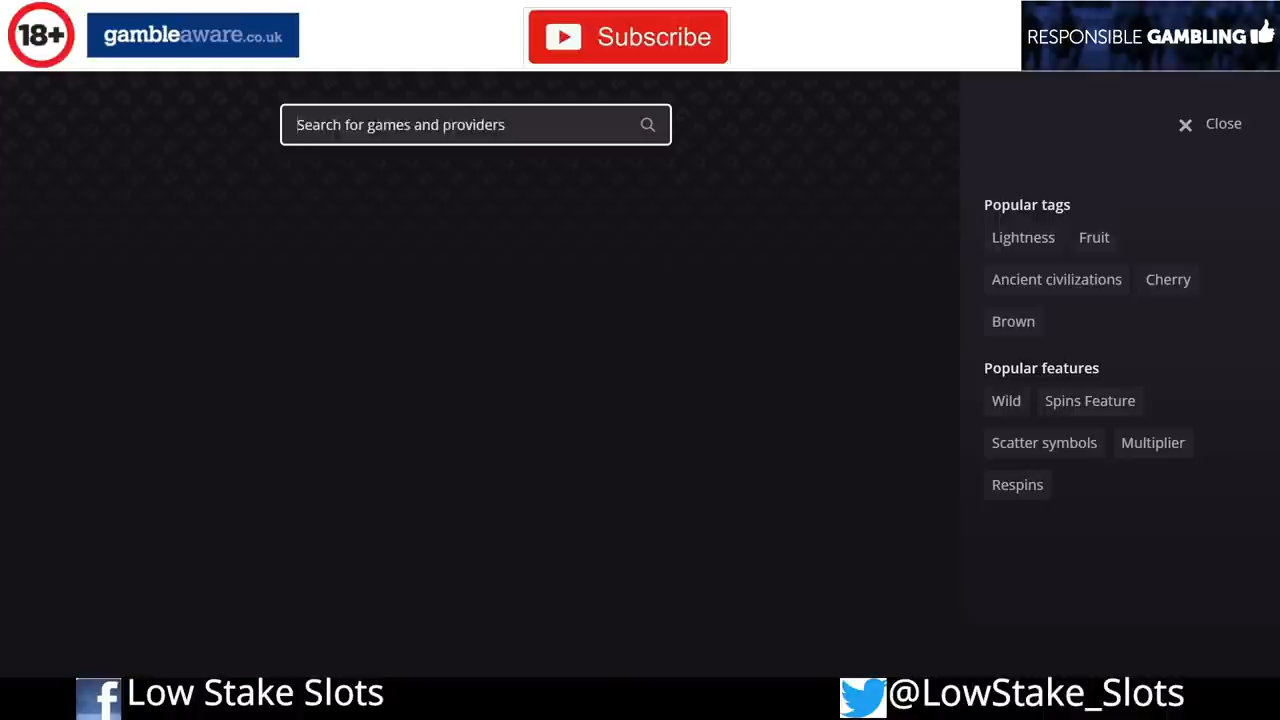 18+
gambleaware.co.uk
Subscribe
RESPONSIBLE GAMBLING
Search for games and providers
Close
Popular tags
Lightness Fruit
Ancient civilizations Cherry
Brown
Popular features
Wild Spins Feature
Scatter symbols Multiplier
Respins
f Low Stake Slots
@LowStake_Slots